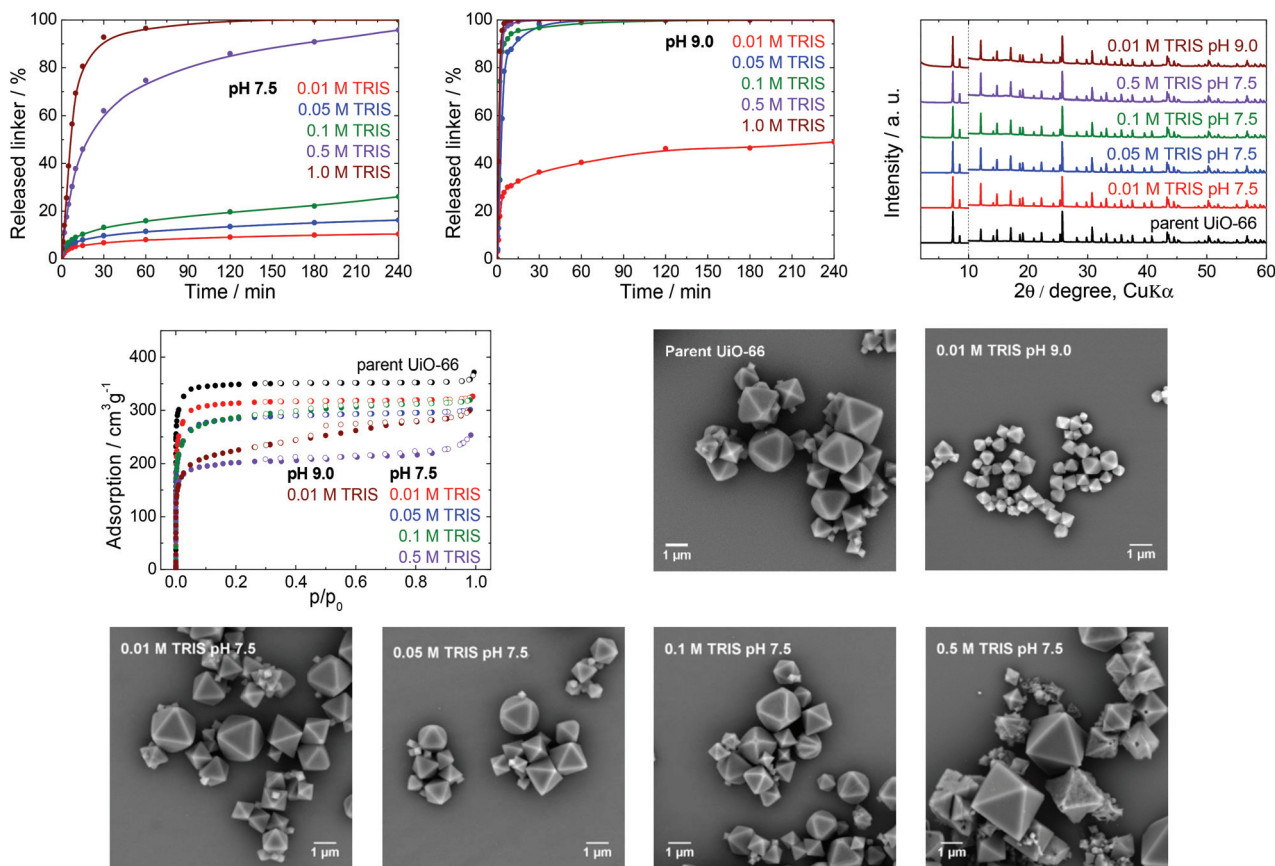 100
80
60
40
20
0
Released linker / %
pH 7.5
0.01 M TRIS
0.05 M TRIS
0.1 M TRIS
0.5 M TRIS
1.0 M TRIS
0 30 60 90 120 150 180 210 240
Time / min
100
80
60
40
20
0
Released linker / %
pH 9.0
0.01 M TRIS
0.05 M TRIS
0.1 M TRIS
0.5 M TRIS
1.0 M TRIS
0 30 60 90 120 150 180 210 240
Time / min
Intensity / a. u.
0.01 M TRIS pH 9.0
0.5 M TRIS pH 7.5
0.1 M TRIS pH 7.5
0.05 M TRIS pH 7.5
0.01 M TRIS pH 7.5
parent UiO-66
10 20 30 40 50 60
2θ / degree, CuKα
400
300
200
100
0
Adsorption / cm³g⁻¹
parent UiO-66
pH 9.0 pH 7.5
0.01 M TRIS 0.01 M TRIS
0.05 M TRIS
0.1 M TRIS
0.5 M TRIS
0.0 0.2 0.4 0.6 0.8 1.0
p/p₀
Parent UiO-66
1 µm
0.01 M TRIS pH 9.0
1 µm
0.01 M TRIS pH 7.5
1 µm
0.05 M TRIS pH 7.5
1 µm
0.1 M TRIS pH 7.5
1 µm
0.5 M TRIS pH 7.5
1 µm